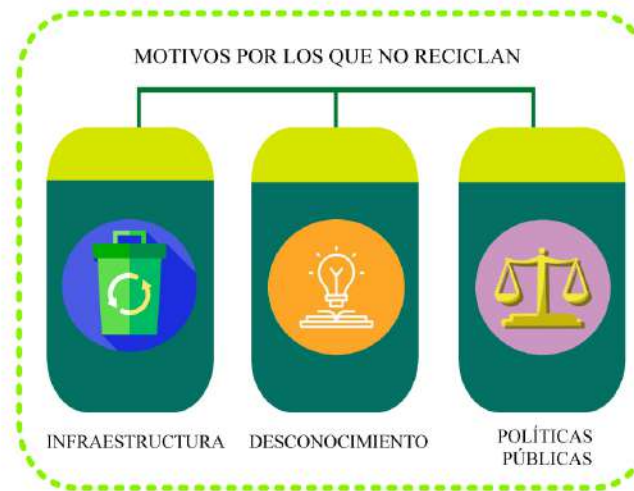 MOTIVOS POR LOS QUE NO RECICLAN
INFRAESTRUCTURA
DESCONOCIMIENTO
POLÍTICAS
PÚBLICAS